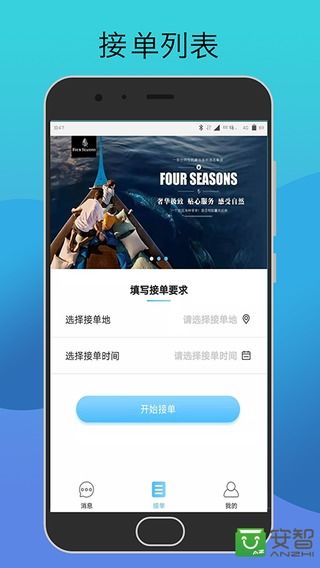 接单列表
FOUR SEASONS
FOUR SEASONS
奢华极致 贴心服务 感受自然
填写接单要求
选择接单地 请选择接单地
选择接单时间 请选择接单时间
开始接单
消息 接单 我的
安智
ANZHI
AZ